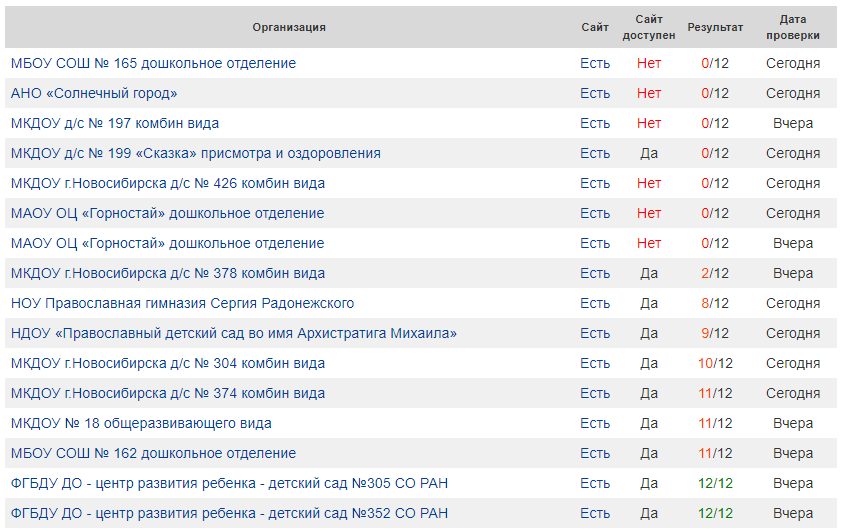 Организация Сайт Сайт доступен Результат Дата проверки
МБОУ СОШ № 165 дошкольное отделение Есть Нет 0/12 Сегодня
АНО «Солнечный город» Есть Нет 0/12 Сегодня
МКДОУ д/с № 197 комбин вида Есть Нет 0/12 Вчера
МКДОУ д/с № 199 «Сказка» присмотра и оздоровления Есть Да 0/12 Сегодня
МКДОУ г.Новосибирска д/с № 426 комбин вида Есть Нет 0/12 Сегодня
МАОУ ОЦ «Горностай» дошкольное отделение Есть Нет 0/12 Сегодня
МАОУ ОЦ «Горностай» дошкольное отделение Есть Нет 0/12 Вчера
МКДОУ г.Новосибирска д/с № 378 комбин вида Есть Да 2/12 Вчера
НОУ Православная гимназия Сергия Радонежского Есть Да 8/12 Сегодня
НДОУ «Православный детский сад во имя Архистратига Михаила» Есть Да 9/12 Сегодня
МКДОУ г.Новосибирска д/с № 304 комбин вида Есть Да 10/12 Сегодня
МКДОУ г.Новосибирска д/с № 374 комбин вида Есть Да 11/12 Сегодня
МКДОУ № 18 общеразвивающего вида Есть Да 11/12 Вчера
МБОУ СОШ № 162 дошкольное отделение Есть Да 11/12 Вчера
ФГБДУ ДО - центр развития ребенка - детский сад №305 СО РАН Есть Да 12/12 Вчера
ФГБДУ ДО - центр развития ребенка - детский сад №352 СО РАН Есть Да 12/12 Вчера